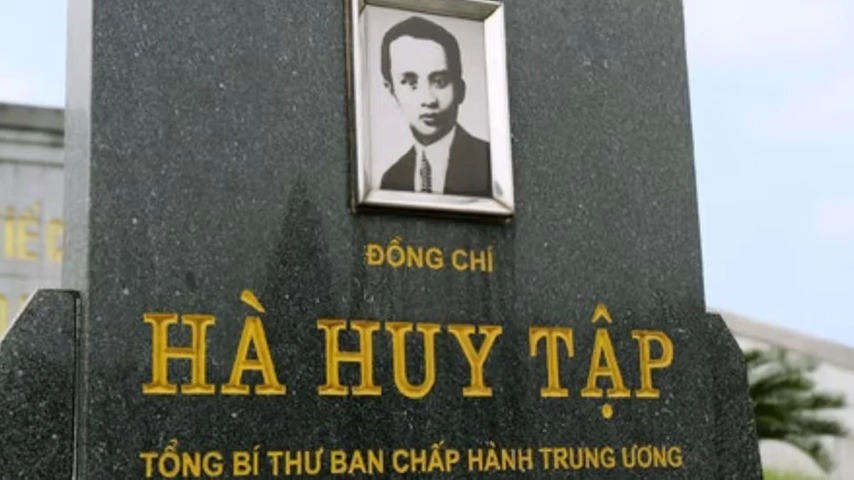 ĐỒNG CHÍ
HÀ HUY TẬP
TỔNG BÍ THƯ BAN CHẤP HÀNH TRUNG ƯƠNG